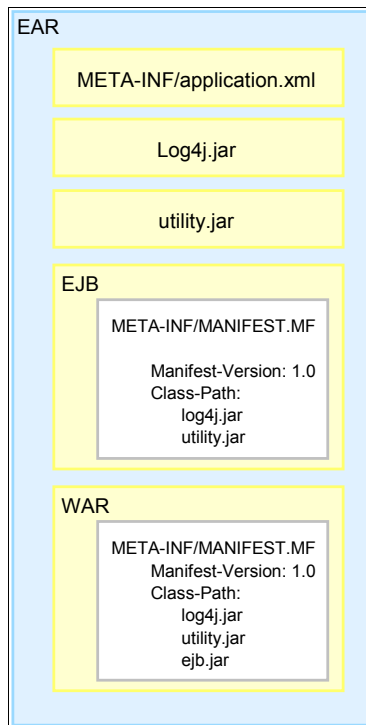 EAR
META-INF/application.xml
Log4j.jar
utility.jar
EJB
META-INF/MANIFEST.MF
Manifest-Version: 1.0
Class-Path:
log4j.jar
utility.jar
WAR
META-INF/MANIFEST.MF
Manifest-Version: 1.0
Class-Path:
log4j.jar
utility.jar
ejb.jar